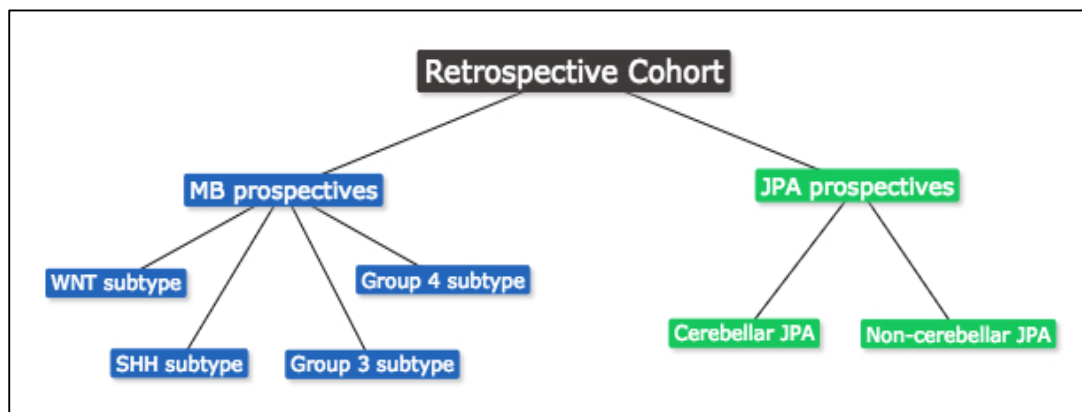 Retrospective Cohort
MB prospectives
JPA prospectives
WNT subtype
Group 4 subtype
SHH subtype
Group 3 subtype
Cerebellar JPA
Non-cerebellar JPA